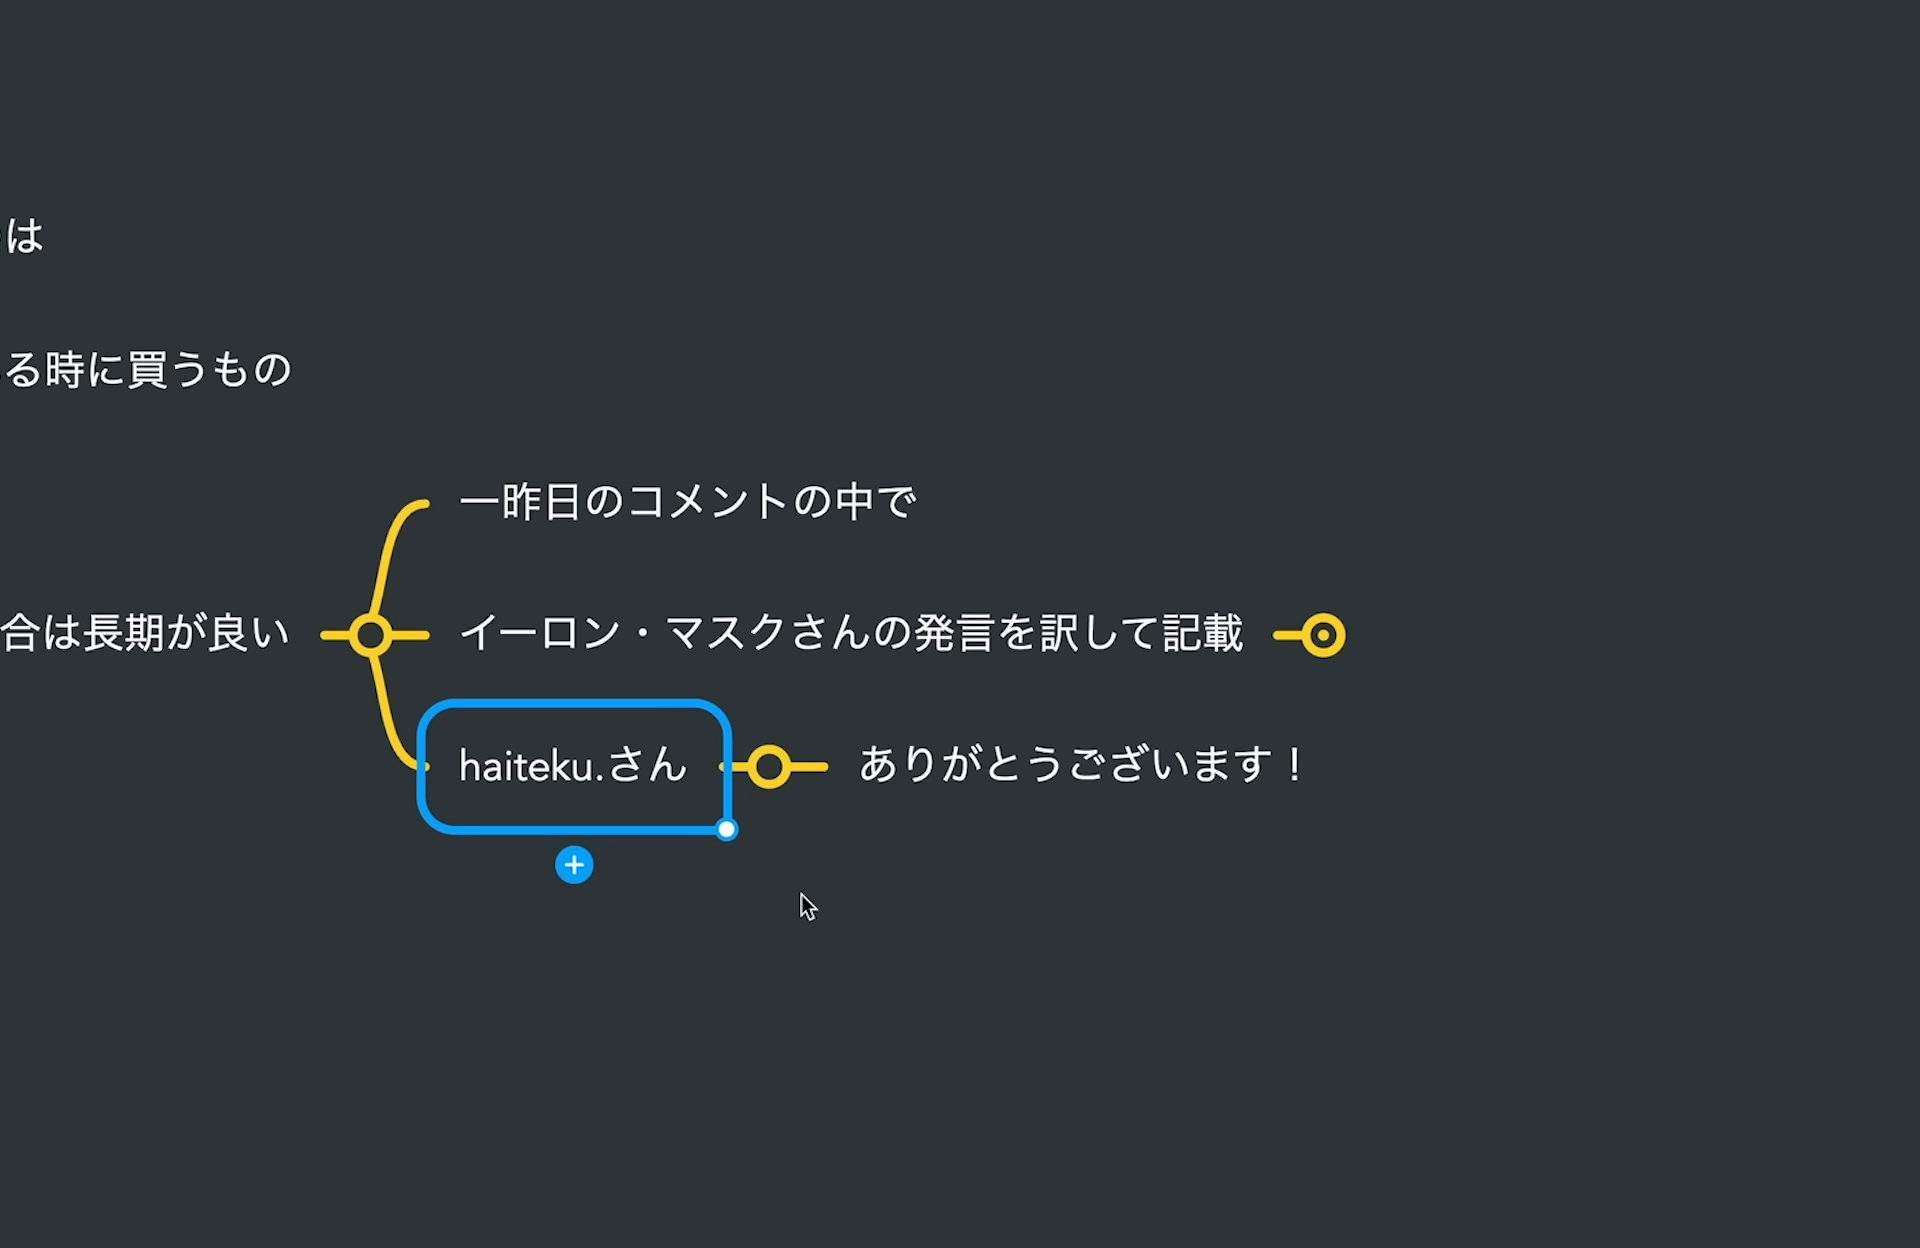 は
る時に買うもの
一昨日のコメントの中で
合は長期が良い
イーロン・マスクさんの発言を訳して記載
haiteku.さん
ありがとうございます！